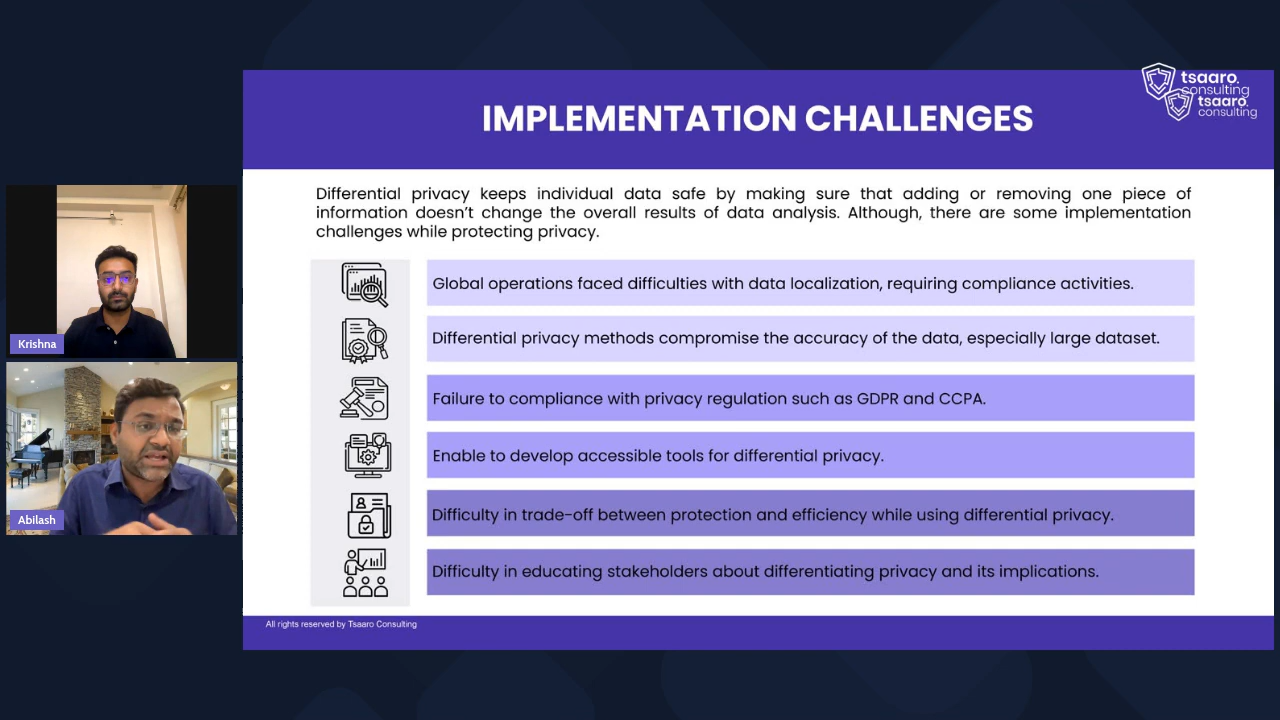 tsaaro.
consulting
tsaaro.
consulting
IMPLEMENTATION CHALLENGES
Differential privacy keeps individual data safe by making sure that adding or removing one piece of
information doesn’t change the overall results of data analysis. Although, there are some implementation
challenges while protecting privacy.
Global operations faced difficulties with data localization, requiring compliance activities.
Differential privacy methods compromise the accuracy of the data, especially large dataset.
Failure to compliance with privacy regulation such as GDPR and CCPA.
Enable to develop accessible tools for differential privacy.
Difficulty in trade-off between protection and efficiency while using differential privacy.
Difficulty in educating stakeholders about differentiating privacy and its implications.
All rights reserved by Tsaaro Consulting
Krishna
Abilash